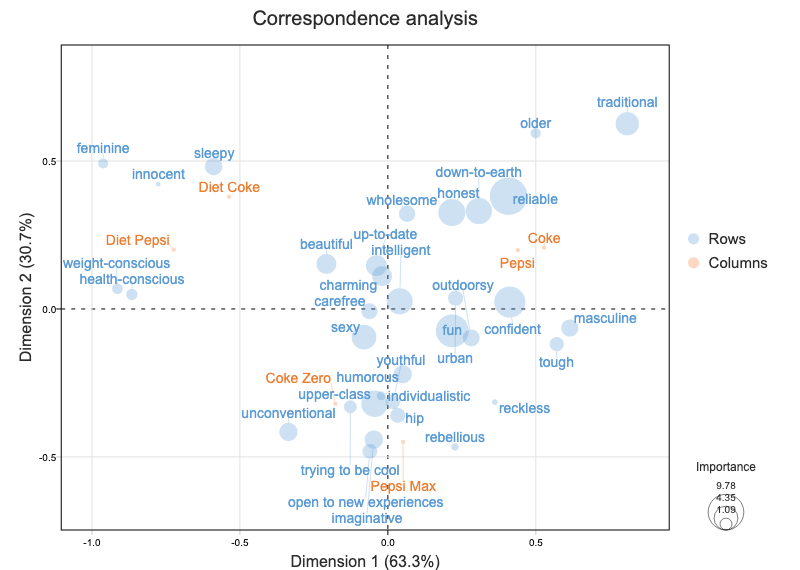 Correspondence analysis
traditional
older
feminine
sleepy
0.5
innocent
down-to-earth
Diet Coke
honest
wholesome
reliable
up-to-date
Coke
Diet Pepsi
beautiful
intelligent
Rows
weight-conscious
Pepsi
Columns
health-conscious
charming
outdoorsy
carefree
0.0
masculine
sexy
fun
confident
urban
tough
youthful
Coke Zero
humorous
upper-class
individualistic
unconventional
reckless
hip
rebellious
-0.5
trying to be cool
Pepsi Max
open to new experiences
imaginative
Dimension 2 (30.7%)
-1.0
-0.5
0.0
0.5
Dimension 1 (63.3%)
Importance
9.78
4.35
1.09